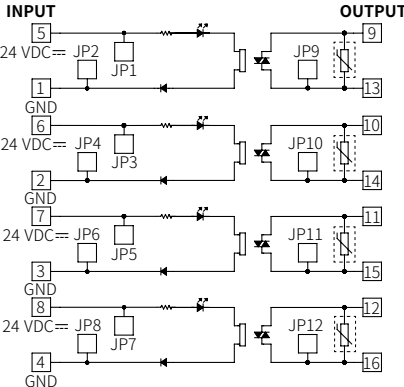 INPUT OUTPUT
5 9
24 VDC⎓ JP2 JP1 JP9
1 13
GND
6 10
24 VDC⎓ JP4 JP3 JP10
2 14
GND
7 11
24 VDC⎓ JP6 JP5 JP11
3 15
GND
8 12
24 VDC⎓ JP8 JP7 JP12
4 16
GND